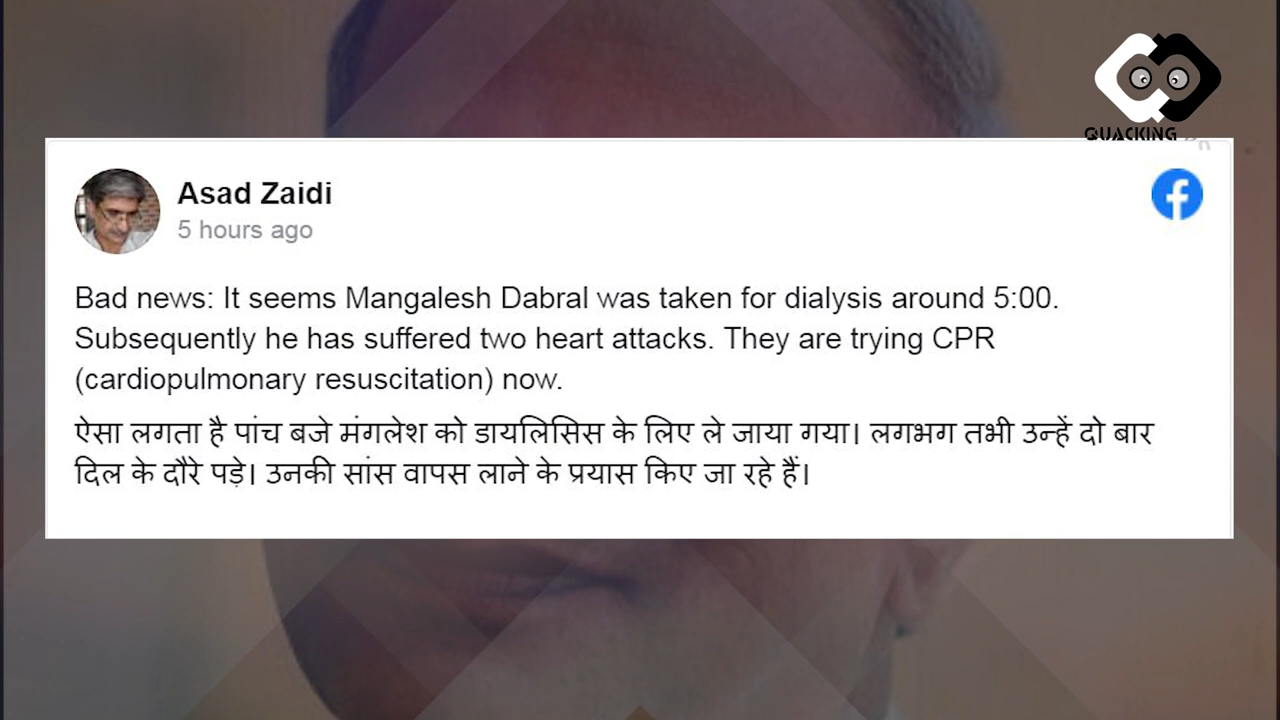 QUACKING
Asad Zaidi
5 hours ago
Bad news: It seems Mangalesh Dabral was taken for dialysis around 5:00.
Subsequently he has suffered two heart attacks. They are trying CPR
(cardiopulmonary resuscitation) now.
ऐसा लगता है पांच बजे मंगलेश को डायलिसिस के लिए ले जाया गया। लगभग तभी उन्हें दो बार
दिल के दौरे पड़े। उनकी सांस वापस लाने के प्रयास किए जा रहे हैं।